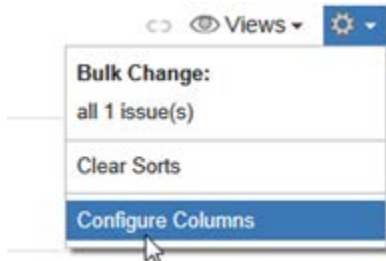 Views
Bulk Change:
all 1 issue(s)
Clear Sorts
Configure Columns